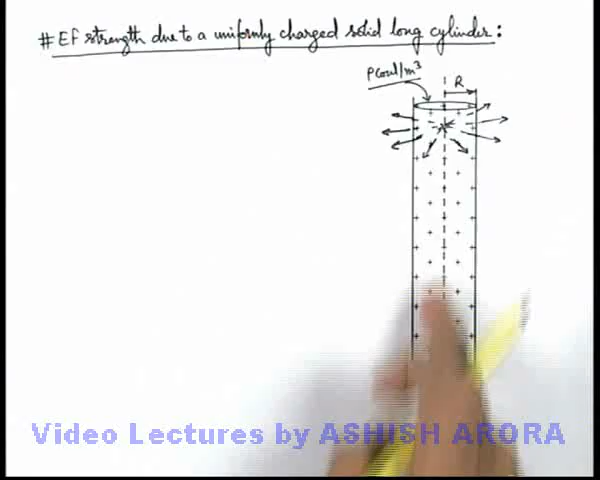 # EF strength due to a uniformly charged solid long cylinder:
ρ Coul/m³
R
Video Lectures by ASHISH ARORA